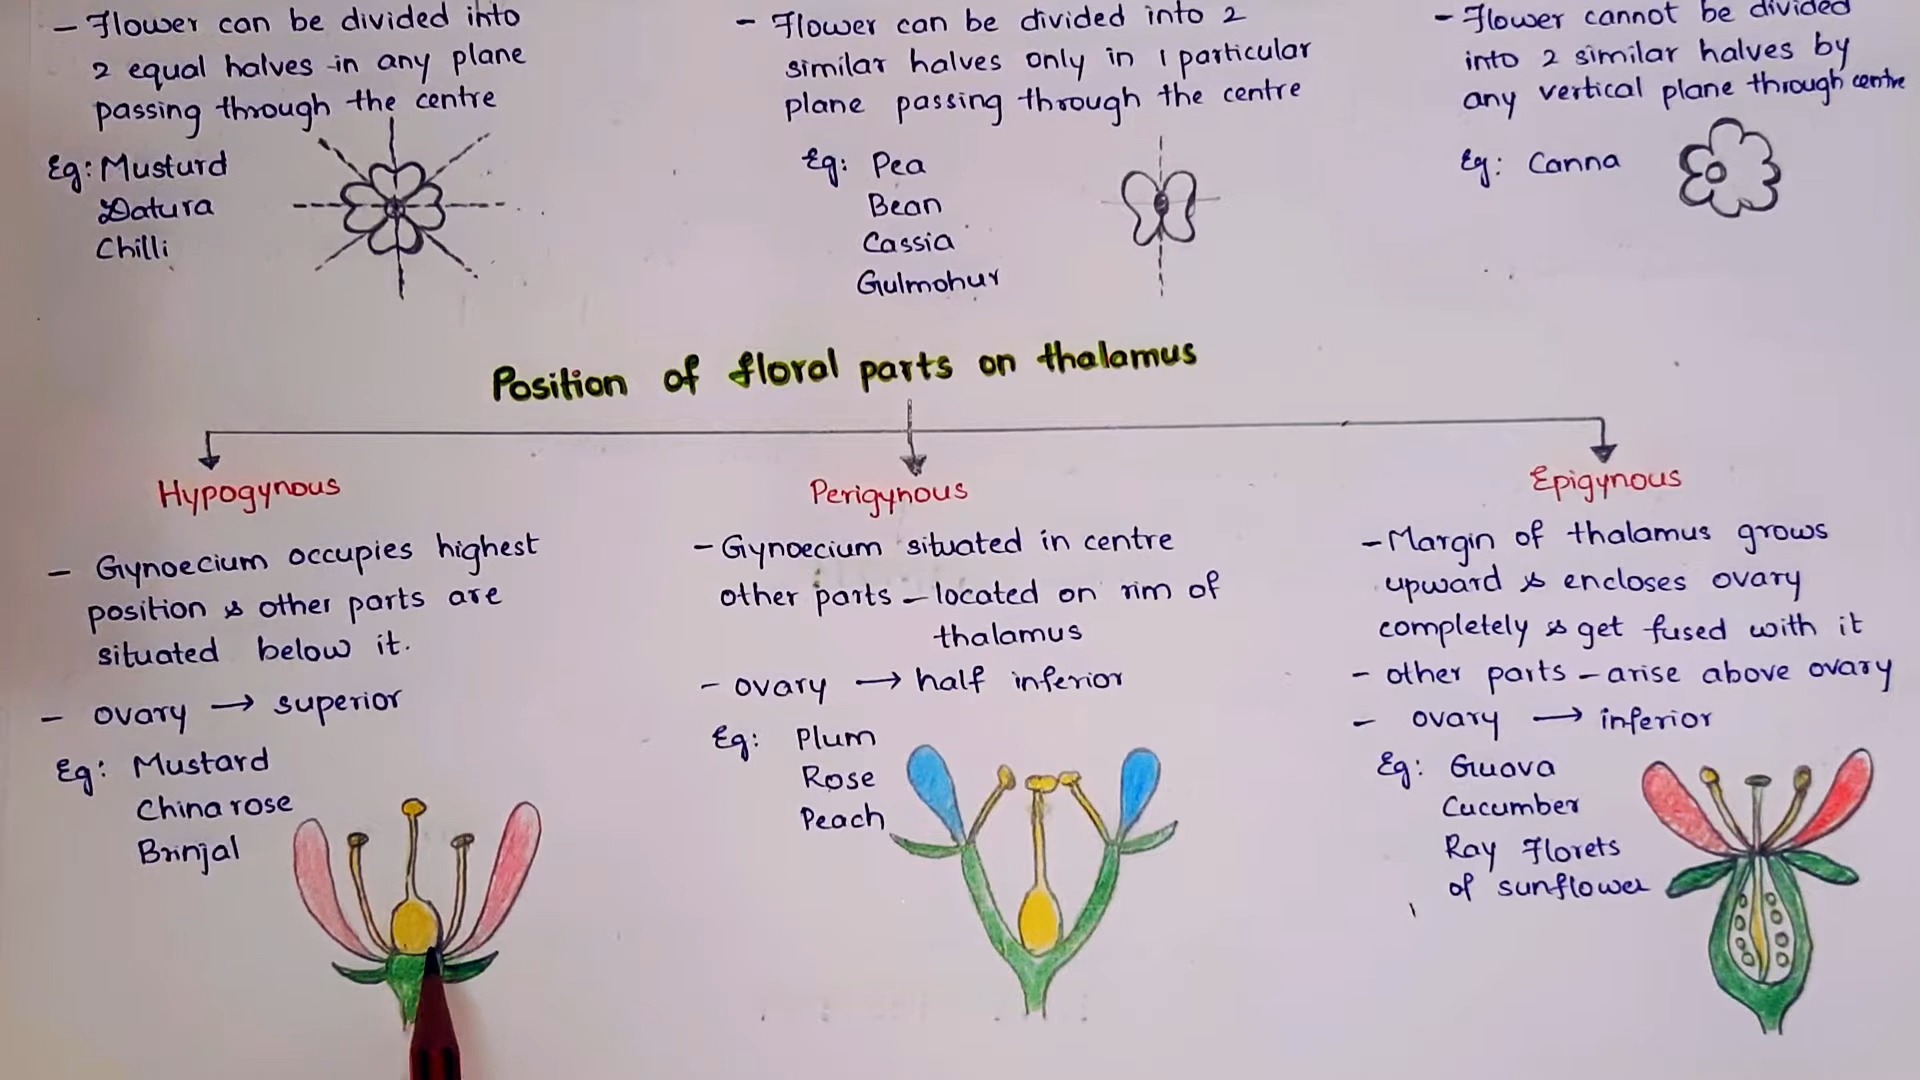 - Flower can be divided into
2 equal halves in any plane
passing through the centre
Eg: Musturd
Datura
Chilli
- Flower can be divided into 2
similar halves only in 1 particular
plane passing through the centre
Eg: Pea
Bean
Cassia
Gulmohur
- Flower cannot be divided
into 2 similar halves by
any vertical plane through centre
Eg: Canna
Position of floral parts on thalamus
Hypogynous
- Gynoecium occupies highest
position & other parts are
situated below it.
- ovary → superior
Eg: Mustard
China rose
Brinjal
Perigynous
- Gynoecium situated in centre
other parts - located on rim of
thalamus
- ovary → half inferior
Eg: Plum
Rose
Peach
Epigynous
- Margin of thalamus grows
upward & encloses ovary
completely & get fused with it
- other parts - arise above ovary
- ovary → inferior
Eg: Guava
Cucumber
Ray Florets
of sunflower